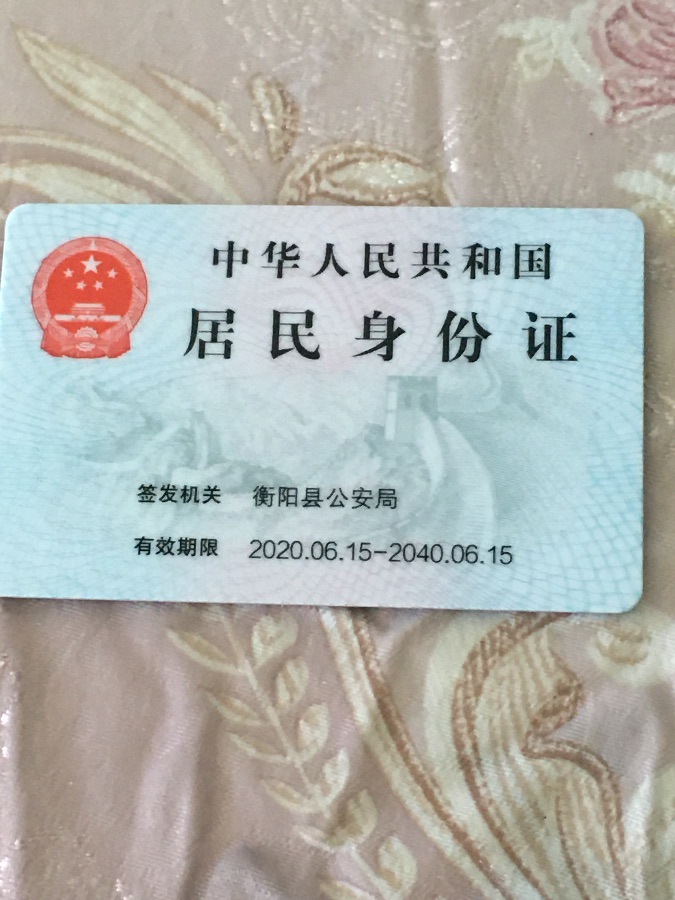 中华人民共和国
居民身份证
签发机关 衡阳县公安局
有效期限 2020.06.15-2040.06.15